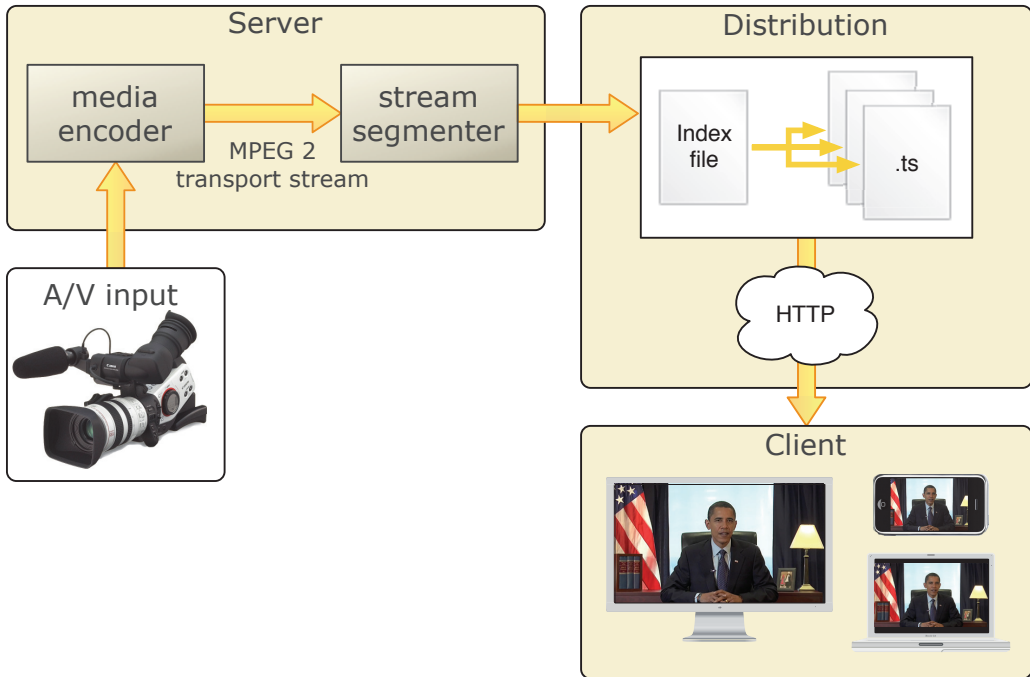 Server
media
encoder
MPEG 2
transport stream
stream
segmenter
A/V input
Distribution
Index
file
.ts
HTTP
Client